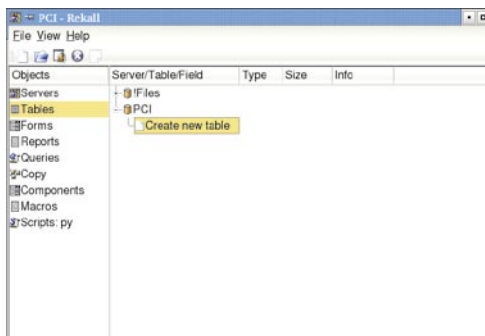 PCI - Rekall
File View Help
Objects
Server/Table/Field Type Size Info
Servers
!Files
Tables
PCI
Forms
Create new table
Reports
Queries
Copy
Components
Macros
Scripts: py